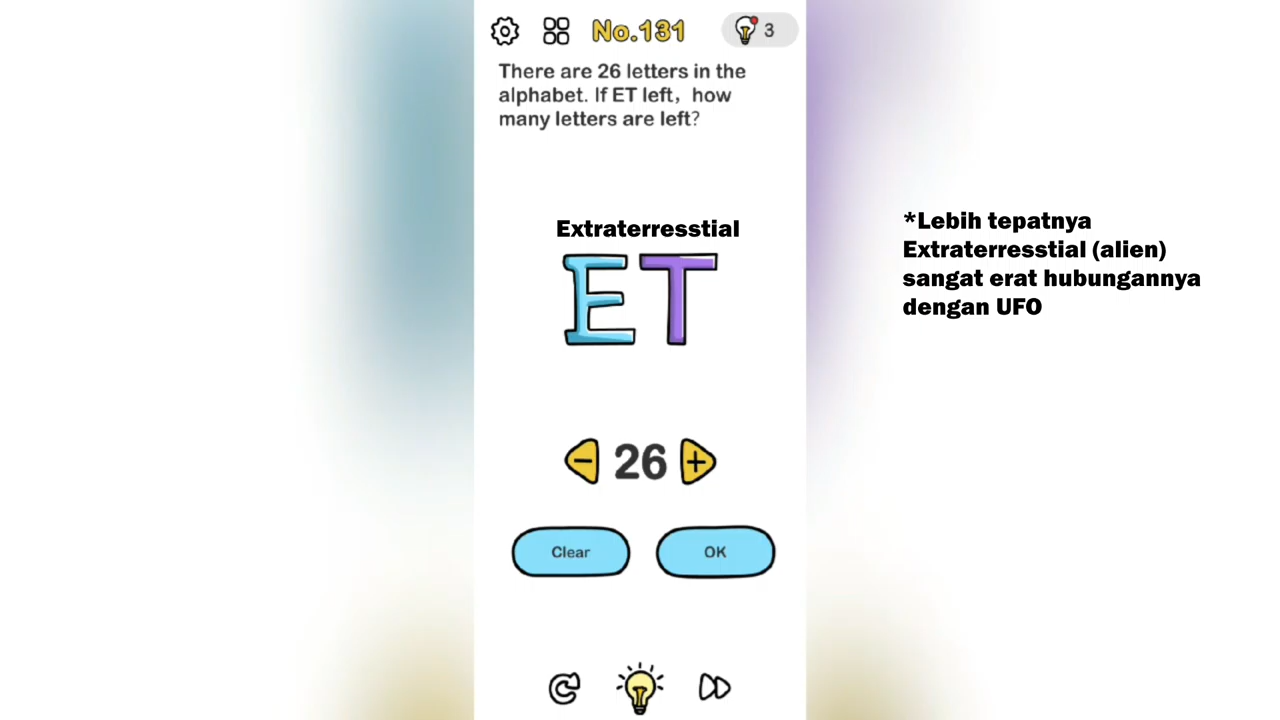 No.131
3
There are 26 letters in the
alphabet. If ET left, how
many letters are left?
Extraterresstial
ET
*Lebih tepatnya
Extraterresstial (alien)
sangat erat hubungannya
dengan UFO
- 26 +
Clear
OK